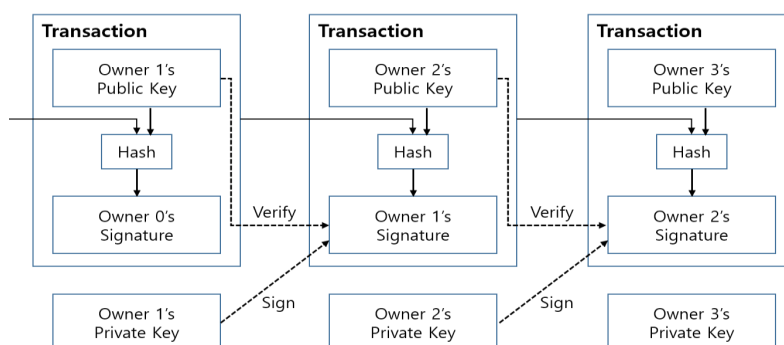 Transaction
Owner 1's
Public Key
Hash
Owner 0's
Signature
Verify
Owner 1's
Private Key
Sign
Transaction
Owner 2's
Public Key
Hash
Owner 1's
Signature
Verify
Owner 2's
Private Key
Sign
Transaction
Owner 3's
Public Key
Hash
Owner 2's
Signature
Owner 3's
Private Key